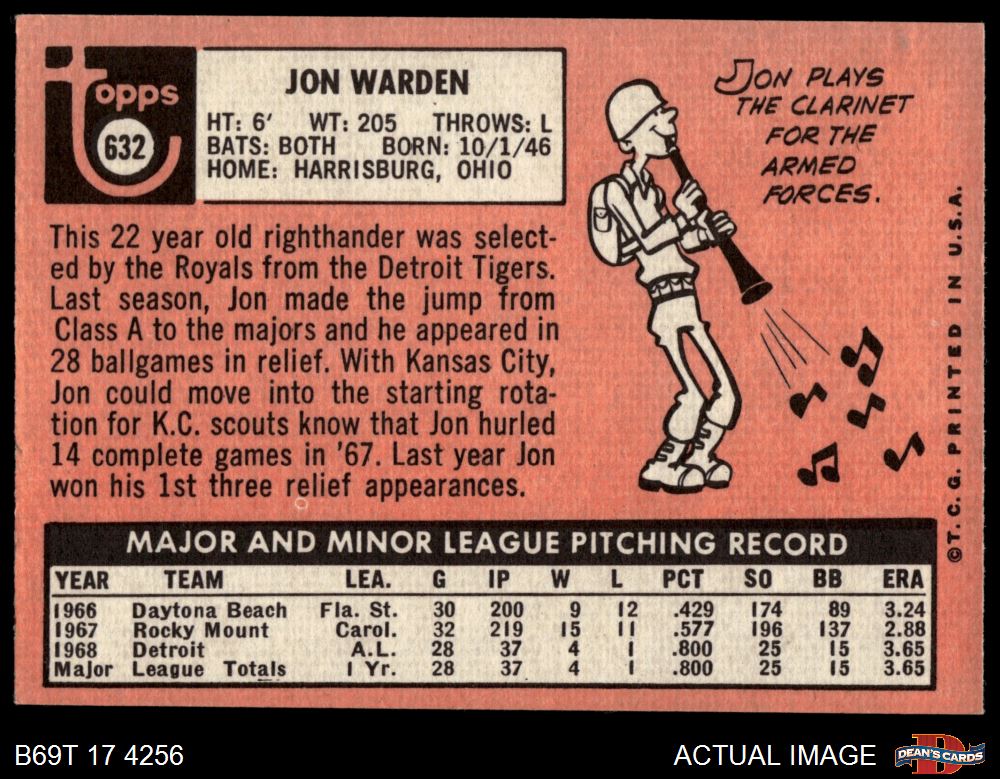 topps
632
JON WARDEN
HT: 6' WT: 205 THROWS: L
BATS: BOTH BORN: 10/1/46
HOME: HARRISBURG, OHIO
This 22 year old righthander was select-
ed by the Royals from the Detroit Tigers.
Last season, Jon made the jump from
Class A to the majors and he appeared in
28 ballgames in relief. With Kansas City,
Jon could move into the starting rota-
tion for K.C. scouts know that Jon hurled
14 complete games in '67. Last year Jon
won his 1st three relief appearances.
JON PLAYS
THE CLARINET
FOR THE
ARMED
FORCES.
©T. C. G. PRINTED IN U.S.A.
MAJOR AND MINOR LEAGUE PITCHING RECORD
YEAR TEAM LEA. G IP W L PCT SO BB ERA
1966 Daytona Beach Fla. St. 30 200 9 12 .429 174 89 3.24
1967 Rocky Mount Carol. 32 219 15 11 .577 196 137 2.88
1968 Detroit A.L. 28 37 4 1 .800 25 15 3.65
Major League Totals 1 Yr. 28 37 4 1 .800 25 15 3.65
B69T 17 4256
ACTUAL IMAGE
DEAN'S CARDS